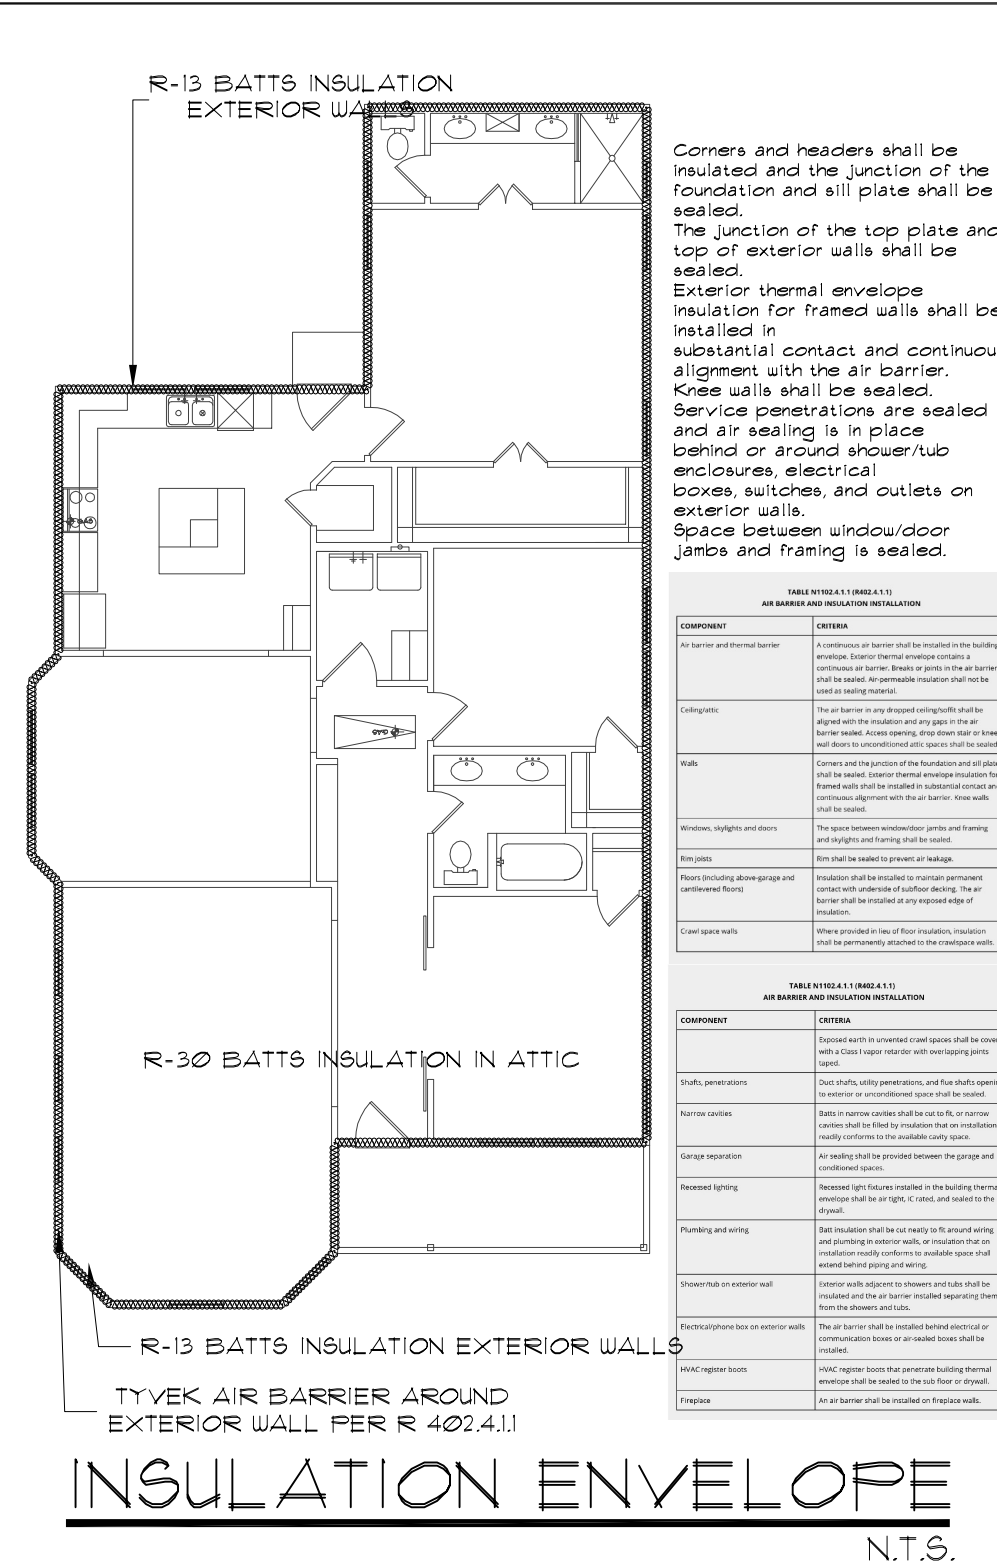 R-13 BATTS INSULATION
EXTERIOR WALLS
Corners and headers shall be
insulated and the junction of the
foundation and sill plate shall be
sealed.
The junction of the top plate and
top of exterior walls shall be
sealed.
Exterior thermal envelope
insulation for framed walls shall be
installed in
substantial contact and continuou
alignment with the air barrier.
Knee walls shall be sealed.
Service penetrations are sealed
and air sealing is in place
behind or around shower/tub
enclosures, electrical
boxes, switches, and outlets on
exterior walls.
Space between window/door
jambs and framing is sealed.
TABLE N1102.4.1.1 (R402.4.1.1)
AIR BARRIER AND INSULATION INSTALLATION
COMPONENT CRITERIA
Air barrier and thermal barrier A continuous air barrier shall be installed in the building
envelope. Exterior thermal envelope contains a
continuous air barrier. Breaks or joints in the air barrier
shall be sealed. Air-permeable insulation shall not be
used as sealing material.
Ceiling/attic The air barrier in any dropped ceiling/soffit shall be
aligned with the insulation and any gaps in the air
barrier sealed. Access opening, drop down stair or knee
wall doors to unconditioned attic spaces shall be sealed
Walls Corners and the junction of the foundation and sill plate
shall be sealed. Exterior thermal envelope insulation for
framed walls shall be installed in substantial contact and
continuous alignment with the air barrier. Knee walls
shall be sealed.
Windows, skylights and doors The space between window/door jambs and framing
and skylights and framing shall be sealed.
Rim joists Rim shall be sealed to prevent air leakage.
Floors (including above-garage and Insulation shall be installed to maintain permanent
cantilevered floors) contact with underside of subfloor decking. The air
barrier shall be installed at any exposed edge of
insulation.
Crawl space walls Where provided in lieu of floor insulation, insulation
shall be permanently attached to the crawlspace walls.
TABLE N1102.4.1.1 (R402.4.1.1)
AIR BARRIER AND INSULATION INSTALLATION
COMPONENT CRITERIA
Exposed earth in unvented crawl spaces shall be cover
with a Class I vapor retarder with overlapping joints
taped.
Shafts, penetrations Duct shafts, utility penetrations, and flue shafts openin
to exterior or unconditioned space shall be sealed.
Narrow cavities Batts in narrow cavities shall be cut to fit, or narrow
cavities shall be filled by insulation that on installation
readily conforms to the available cavity space.
Garage separation Air sealing shall be provided between the garage and
conditioned spaces.
Recessed lighting Recessed light fixtures installed in the building therma
envelope shall be air tight, IC rated, and sealed to the
drywall.
Plumbing and wiring Batt insulation shall be cut neatly to fit around wiring
and plumbing in exterior walls, or insulation that on
installation readily conforms to available space shall
extend behind piping and wiring.
Shower/tub on exterior wall Exterior walls adjacent to showers and tubs shall be
insulated and the air barrier installed separating them
from the showers and tubs.
Electrical/phone box on exterior walls The air barrier shall be installed behind electrical or
communication boxes or air-sealed boxes shall be
installed.
HVAC register boots HVAC register boots that penetrate building thermal
envelope shall be sealed to the sub floor or drywall.
Fireplace An air barrier shall be installed on fireplace walls.
R-30 BATTS INSULATION IN ATTIC
R-13 BATTS INSULATION EXTERIOR WALLS
TYVEK AIR BARRIER AROUND
EXTERIOR WALL PER R 402.4.1.1
INSULATION ENVELOPE
N.T.S.